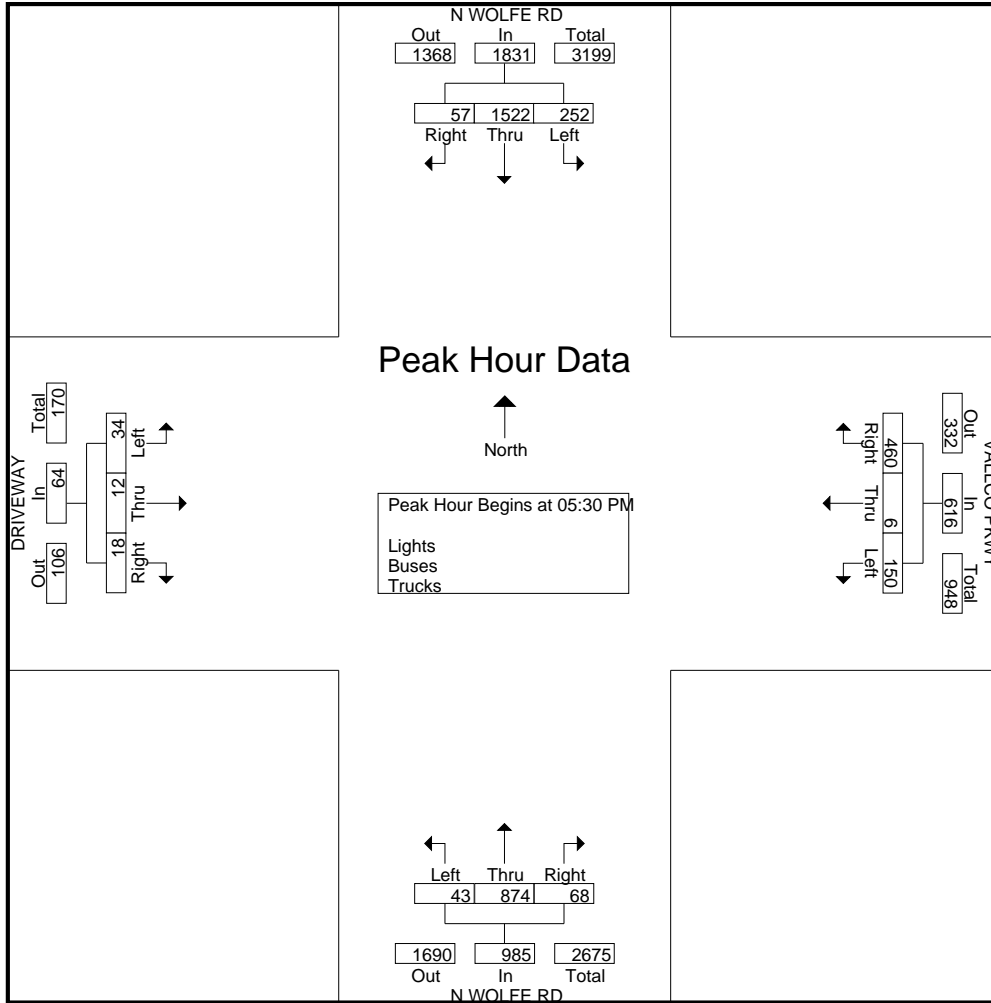 N WOLFE RD
Out In Total
1368 1831 3199
57 1522 252
Right Thru Left
Peak Hour Data
North
Peak Hour Begins at 05:30 PM
Lights
Buses
Trucks
DRIVEWAY
Out In Total
106 64 170
Left Thru Right
34 12 18
VALLCO PRWY
Out In Total
332 616 948
460 6 150
Right Thru Left
Left Thru Right
43 874 68
1690 985 2675
Out In Total
N WOLFE RD